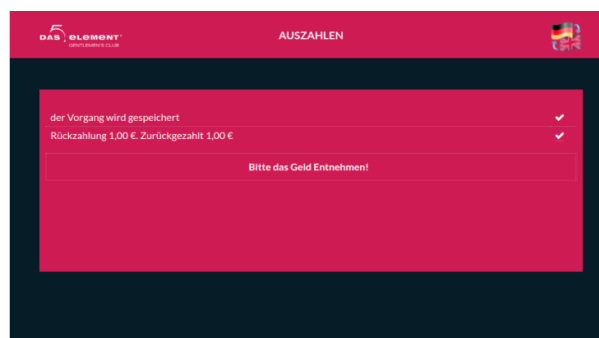 DAS 5. ELEMENT
GENTLEMEN'S CLUB
AUSZAHLEN
der Vorgang wird gespeichert
Rückzahlung 1,00 €. Zurückgezahlt 1,00 €
Bitte das Geld Entnehmen!